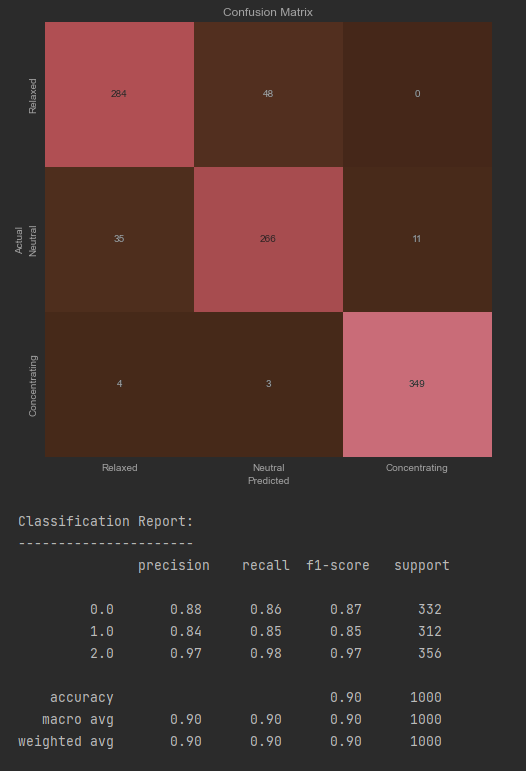 Confusion Matrix
Relaxed
284 48 0
Actual
Neutral
35 266 11
Concentrating
4 3 349
Relaxed Neutral Concentrating
Predicted
Classification Report:
----------------------
precision recall f1-score support
0.0 0.88 0.86 0.87 332
1.0 0.84 0.85 0.85 312
2.0 0.97 0.98 0.97 356
accuracy 0.90 1000
macro avg 0.90 0.90 0.90 1000
weighted avg 0.90 0.90 0.90 1000